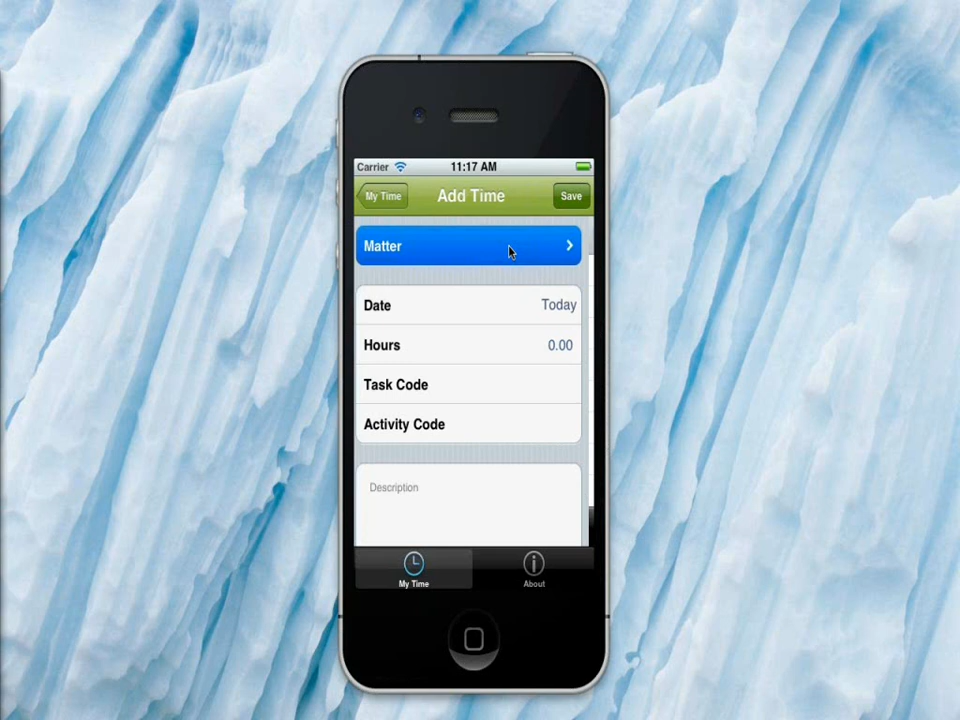 Carrier 11:17 AM
My Time Add Time Save
Matter
Date Today
Hours 0.00
Task Code
Activity Code
Description
My Time About